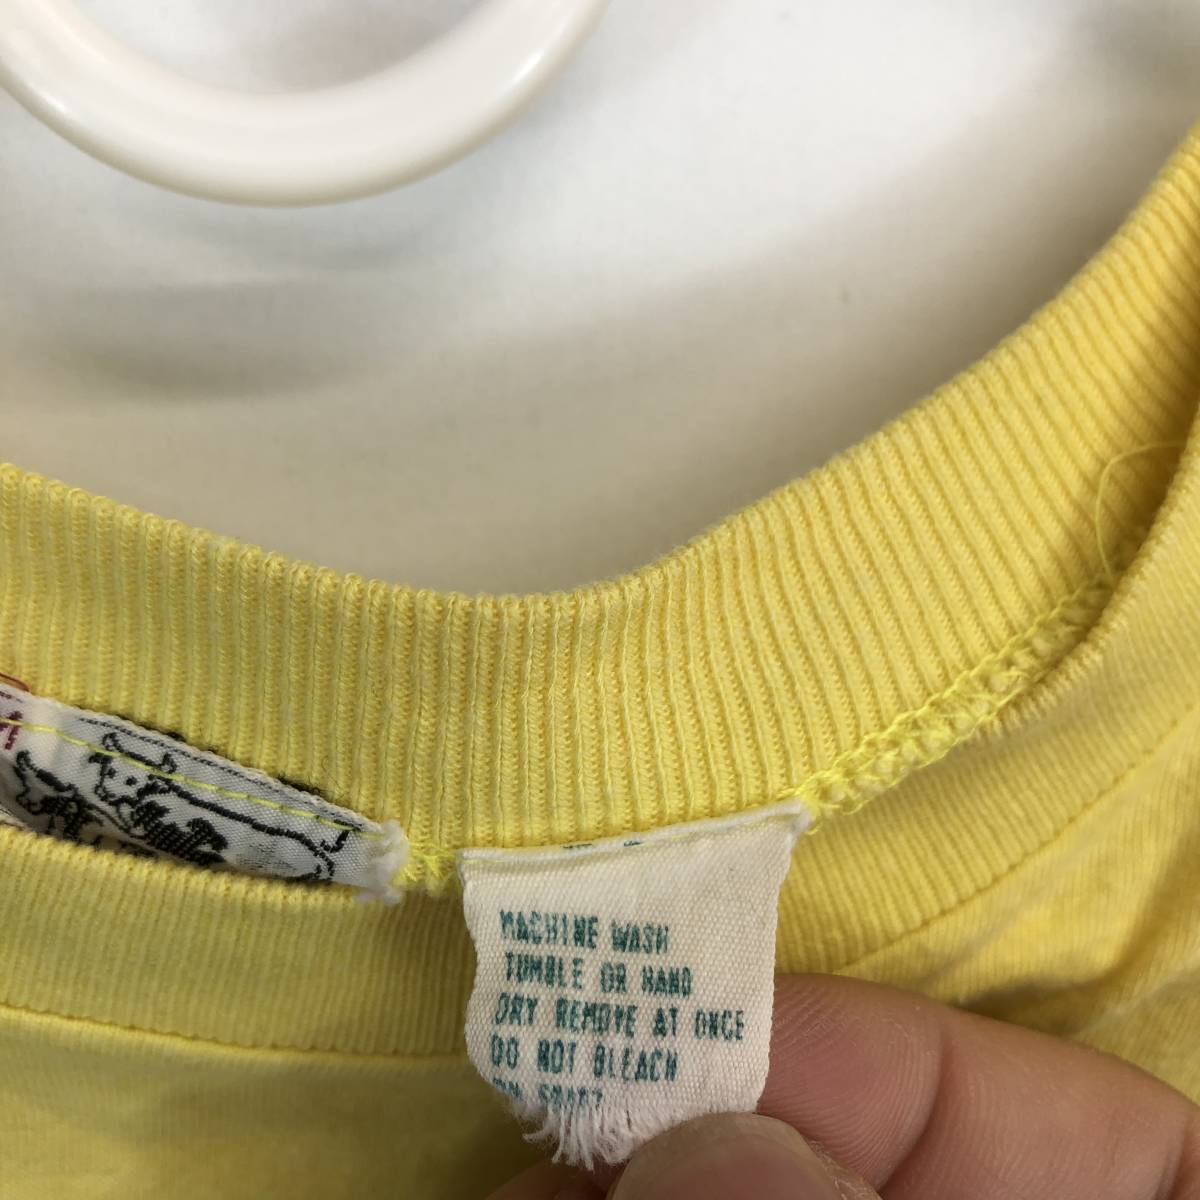 MACHINE WASH
TUMBLE OR HAND
DRY REMOVE AT ONCE
DO NOT BLEACH